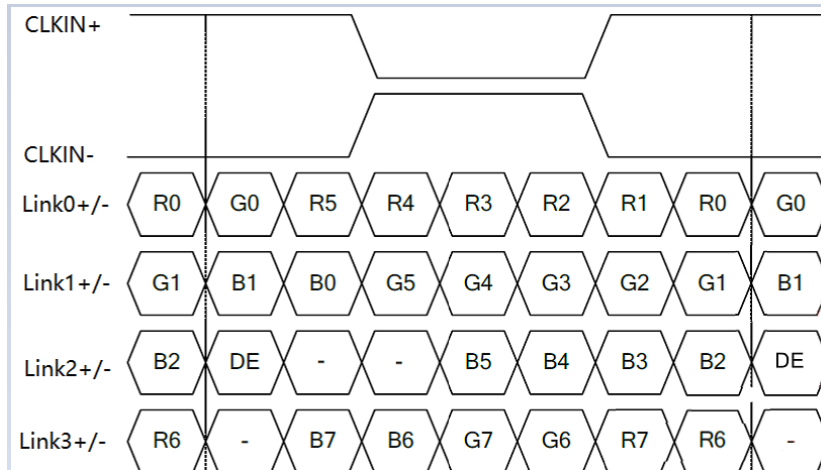 CLKIN+
CLKIN-
Link0+/- R0 G0 R5 R4 R3 R2 R1 R0 G0
Link1+/- G1 B1 B0 G5 G4 G3 G2 G1 B1
Link2+/- B2 DE - - B5 B4 B3 B2 DE
Link3+/- R6 - B7 B6 G7 G6 R7 R6 -